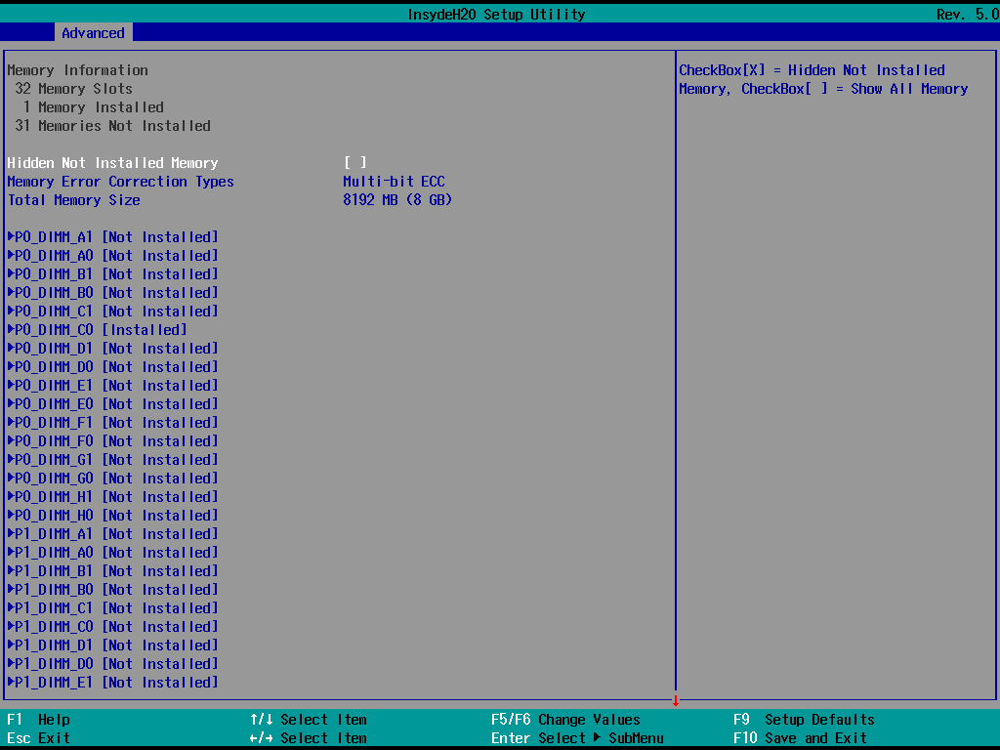 InsydeH20 Setup Utility Rev. 5.0
Advanced
Memory Information
32 Memory Slots
1 Memory Installed
31 Memories Not Installed
Hidden Not Installed Memory [ ]
Memory Error Correction Types Multi-bit ECC
Total Memory Size 8192 MB (8 GB)
▶P0_DIMM_A1 [Not Installed]
▶P0_DIMM_A0 [Not Installed]
▶P0_DIMM_B1 [Not Installed]
▶P0_DIMM_B0 [Not Installed]
▶P0_DIMM_C1 [Not Installed]
▶P0_DIMM_C0 [Installed]
▶P0_DIMM_D1 [Not Installed]
▶P0_DIMM_D0 [Not Installed]
▶P0_DIMM_E1 [Not Installed]
▶P0_DIMM_E0 [Not Installed]
▶P0_DIMM_F1 [Not Installed]
▶P0_DIMM_F0 [Not Installed]
▶P0_DIMM_G1 [Not Installed]
▶P0_DIMM_G0 [Not Installed]
▶P0_DIMM_H1 [Not Installed]
▶P0_DIMM_H0 [Not Installed]
▶P1_DIMM_A1 [Not Installed]
▶P1_DIMM_A0 [Not Installed]
▶P1_DIMM_B1 [Not Installed]
▶P1_DIMM_B0 [Not Installed]
▶P1_DIMM_C1 [Not Installed]
▶P1_DIMM_C0 [Not Installed]
▶P1_DIMM_D1 [Not Installed]
▶P1_DIMM_D0 [Not Installed]
▶P1_DIMM_E1 [Not Installed]
CheckBox[X] = Hidden Not Installed
Memory, CheckBox[ ] = Show All Memory
F1 Help ↑/↓ Select Item F5/F6 Change Values F9 Setup Defaults
Esc Exit ←/→ Select Item Enter Select ▶ SubMenu F10 Save and Exit